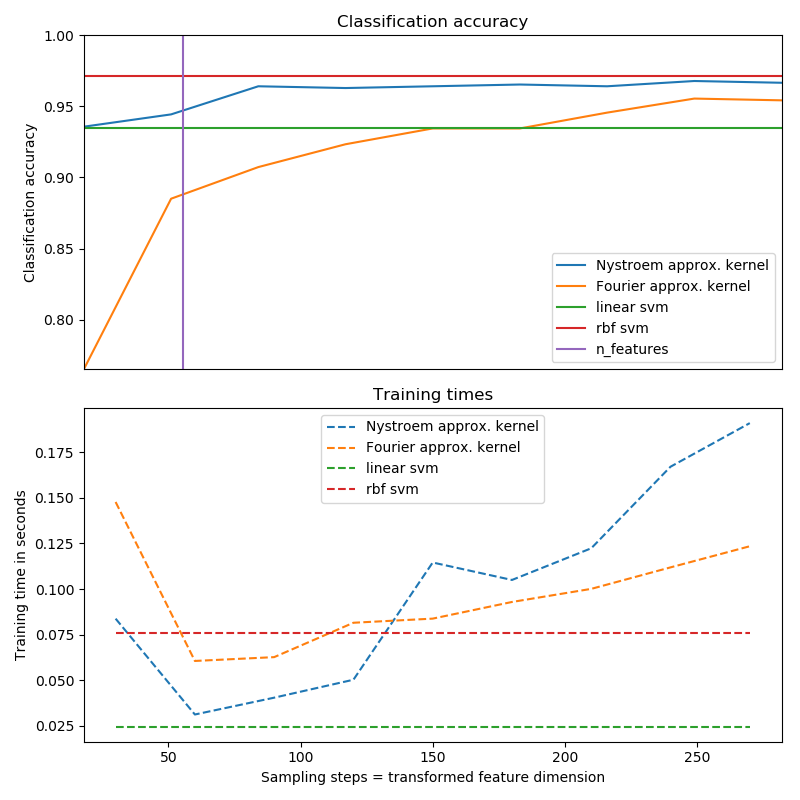 Classification accuracy
1.00
0.95
0.90
0.85
0.80
Classification accuracy
Nystroem approx. kernel
Fourier approx. kernel
linear svm
rbf svm
n_features
Training times
0.175
0.150
0.125
0.100
0.075
0.050
0.025
Training time in seconds
Nystroem approx. kernel
Fourier approx. kernel
linear svm
rbf svm
50 100 150 200 250
Sampling steps = transformed feature dimension